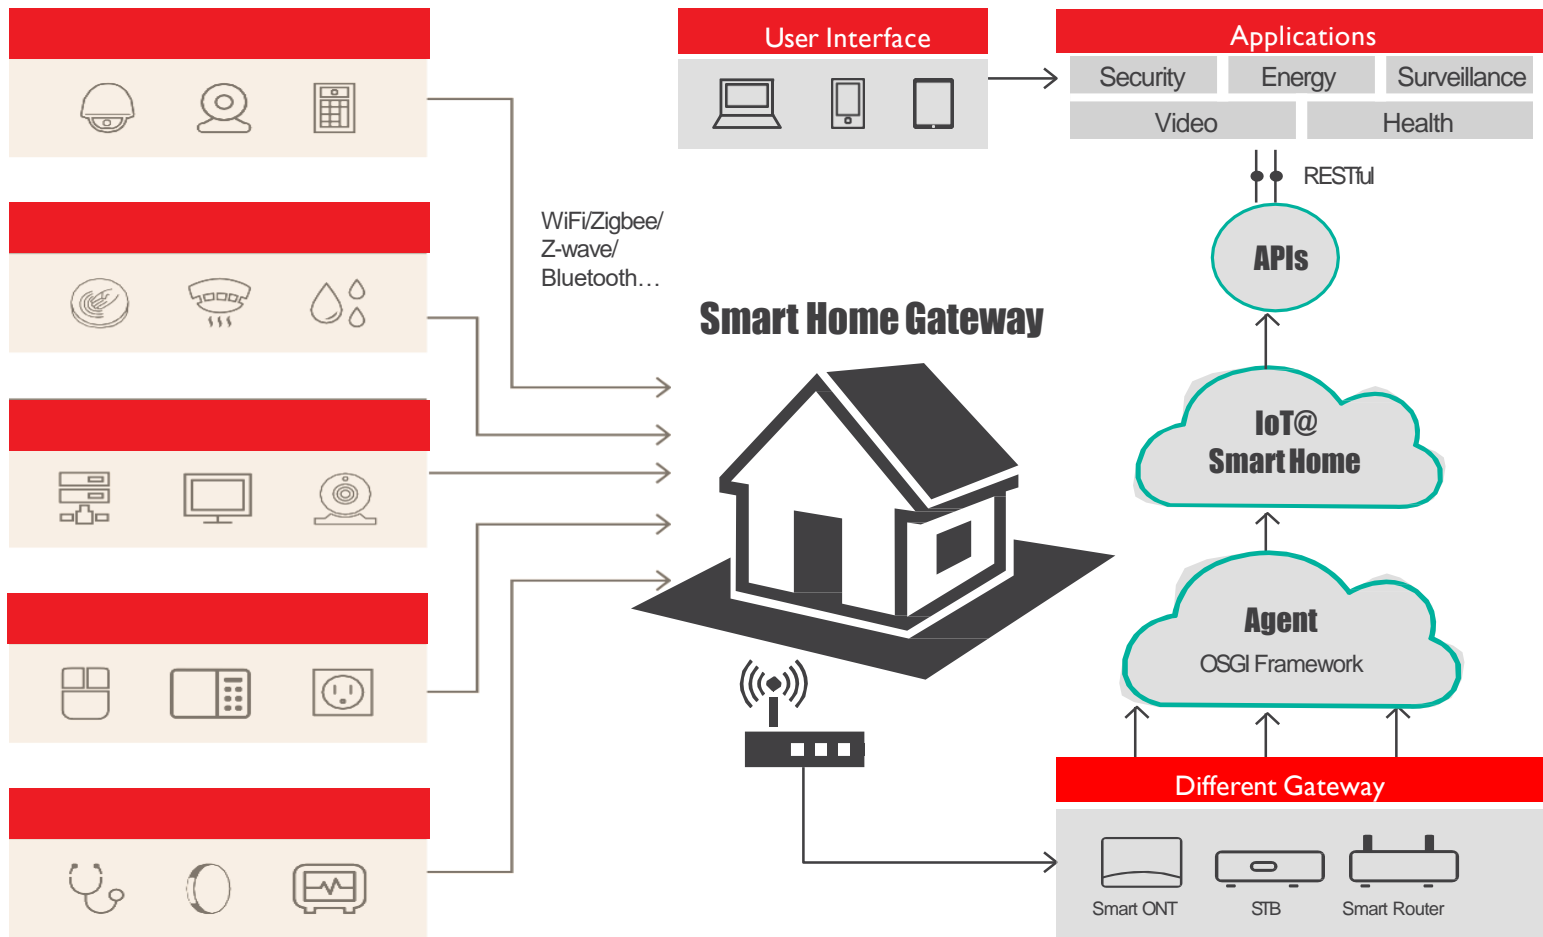 User Interface
Applications
Security
Energy
Surveillance
Video
Health
RESTful
WiFi/Zigbee/
Z-wave/
Bluetooth…
APIs
Smart Home Gateway
IoT@
Smart Home
Agent
OSGI Framework
Different Gateway
Smart ONT
STB
Smart Router